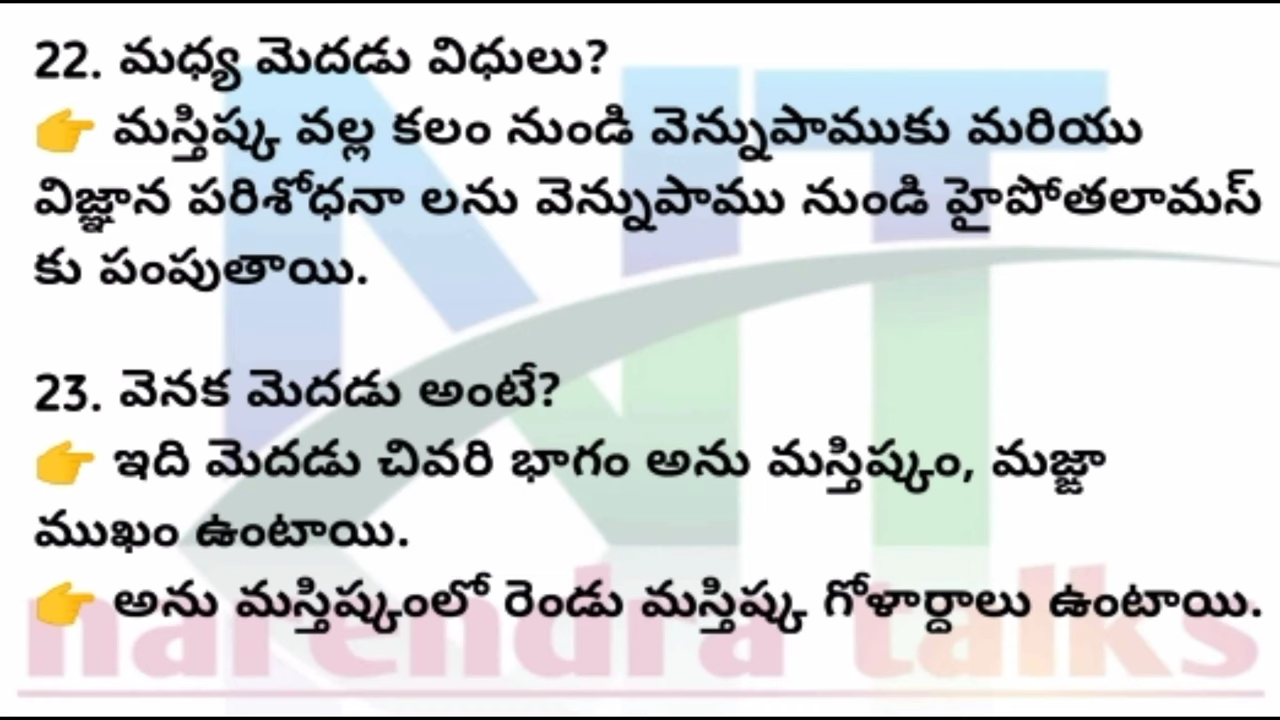 22. మధ్య మెదడు విధులు?
👉 మస్తిష్క వల్ల కలం నుండి వెన్నుపాముకు మరియు
విజ్ఞాన పరిశోధనా లను వెన్నుపాము నుండి హైపోతలామస్
కు పంపుతాయి.
23. వెనక మెదడు అంటే?
👉 ఇది మెదడు చివరి భాగం అను మస్తిష్కం, మజ్జా
ముఖం ఉంటాయి.
👉 అను మస్తిష్కంలో రెండు మస్తిష్క గోళార్దాలు ఉంటాయి.
NT
narendra talks